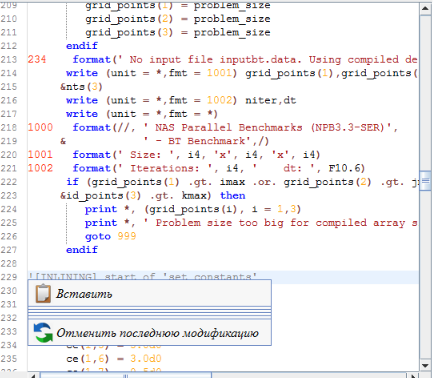 209 grid_points(1) = problem_size
210 grid_points(2) = problem_size
211 grid_points(3) = problem_size
212 endif
213 234 format(' No input file inputbt.data. Using compiled de
214 write (unit = *,fmt = 1001) grid_points(1),grid_points(
215 &nts(3)
216 write (unit = *,fmt = 1002) niter,dt
217 write (unit = *,fmt = *)
218 1000 format(//, ' NAS Parallel Benchmarks (NPB3.3-SER)',
219 & ' - BT Benchmark',/)
220 1001 format(' Size: ', i4, 'x', i4, 'x', i4)
221 1002 format(' Iterations: ', i4, ' dt: ', F10.6)
222 if (grid_points(1) .gt. imax .or. grid_points(2) .gt. j
223 &id_points(3) .gt. kmax) then
224 print *, (grid_points(i), i = 1,3)
225 print *, ' Problem size too big for compiled array s
226 goto 999
227 endif
228
229 ![INLINING] start of 'set_constants'
230 Вставить
231
232
233 Отменить последнюю модификацию
234
235 ce(1,6) = 3.0d0
236